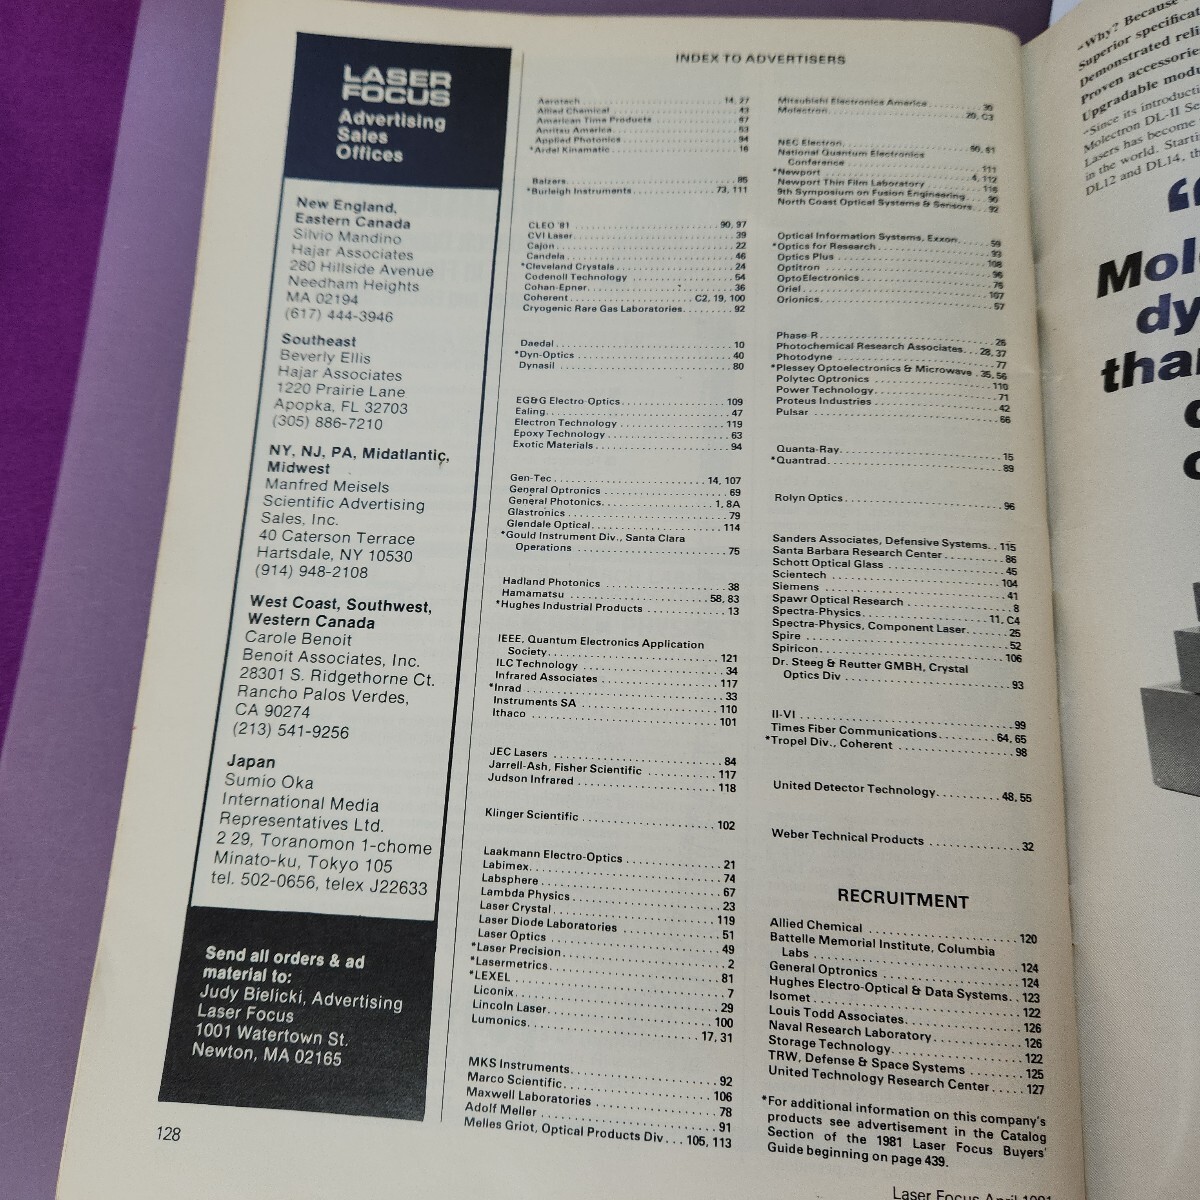 LASER
FOCUS
Advertising
Sales
Offices
New England,
Eastern Canada
Silvio Mandino
Hajar Associates
280 Hillside Avenue
Needham Heights
MA 02194
(617) 444-3946
Southeast
Beverly Ellis
Hajar Associates
1220 Prairie Lane
Apopka, FL 32703
(305) 886-7210
NY, NJ, PA, Midatlantic,
Midwest
Manfred Meisels
Scientific Advertising
Sales, Inc.
40 Caterson Terrace
Hartsdale, NY 10530
(914) 948-2108
West Coast, Southwest,
Western Canada
Carole Benoit
Benoit Associates, Inc.
28301 S. Ridgethorne Ct.
Rancho Palos Verdes,
CA 90274
(213) 541-9256
Japan
Sumio Oka
International Media
Representatives Ltd.
2 29, Toranomon 1-chome
Minato-ku, Tokyo 105
tel. 502-0656, telex J22633
Send all orders & ad
material to:
Judy Bielicki, Advertising
Laser Focus
1001 Watertown St.
Newton, MA 02165
128
INDEX TO ADVERTISERS
Aerotech 14, 27
Allied Chemical 43
American Time Products 87
Anritsu America 53
Applied Photonics 94
*Ardel Kinamatic 16
Balzers 85
*Burleigh Instruments 73, 111
CLEO '81 90, 97
CVI Laser 39
Cajon 22
Candela 46
*Cleveland Crystals 24
Codenoll Technology 54
Cohan-Epner 36
Coherent C2, 19, 100
Cryogenic Rare Gas Laboratories 92
Daedal 10
*Dyn-Optics 40
Dynasil 80
EG&G Electro-Optics 109
Ealing 47
Electron Technology 119
Epoxy Technology 63
Exotic Materials 94
Gen-Tec 14, 107
General Optronics 69
General Photonics 1, 8A
Glastronics 79
Glendale Optical 114
*Gould Instrument Div., Santa Clara
Operations 75
Hadland Photonics 38
Hamamatsu 58, 83
*Hughes Industrial Products 13
IEEE, Quantum Electronics Application
Society 121
ILC Technology 34
Infrared Associates 117
*Inrad 33
Instruments SA 110
Ithaco 101
JEC Lasers 84
Jarrell-Ash, Fisher Scientific 117
Judson Infrared 118
Klinger Scientific 102
Laakmann Electro-Optics 21
Labimex 74
Labsphere 67
Lambda Physics 23
Laser Crystal 119
Laser Diode Laboratories 51
Laser Optics 49
*Laser Precision 2
*Lasermetrics 81
*LEXEL 7
Liconix 29
Lincoln Laser 100
Lumonics 17, 31
MKS Instruments 92
Marco Scientific 106
Maxwell Laboratories 78
Adolf Meller 91
Melles Griot, Optical Products Div. 105, 113
Mitsubishi Electronics America 30
Molectron 20, C3
NEC Electron 60, 61
National Quantum Electronics
Conference 111
*Newport 4, 112
Newport Thin Film Laboratory 116
9th Symposium on Fusion Engineering 90
North Coast Optical Systems & Sensors 92
Optical Information Systems, Exxon 59
*Optics for Research 93
Optics Plus 108
Optitron 96
OptoElectronics 76
Oriel 107
Orionics 57
Phase-R 26
Photochemical Research Associates 28, 37
Photodyne 77
*Plessey Optoelectronics & Microwave 35, 56
Polytec Optronics 110
Power Technology 71
Proteus Industries 42
Pulsar 66
Quanta-Ray 15
*Quantrad 89
Rolyn Optics 96
Sanders Associates, Defensive Systems 115
Santa Barbara Research Center 86
Schott Optical Glass 45
Scientech 104
Siemens 41
Spawr Optical Research 8
Spectra-Physics 11, C4
Spectra-Physics, Component Laser 25
Spire 52
Spiricon 106
Dr. Steeg & Reutter GMBH, Crystal
Optics Div 93
II-VI 99
Times Fiber Communications 64, 65
*Tropel Div., Coherent 98
United Detector Technology 48, 55
Weber Technical Products 32
RECRUITMENT
Allied Chemical 120
Battelle Memorial Institute, Columbia
Labs 124
General Optronics 124
Hughes Electro-Optical & Data Systems 123
Isomet 122
Louis Todd Associates 126
Naval Research Laboratory 126
Storage Technology 122
TRW, Defense & Space Systems 125
United Technology Research Center 127
*For additional information on this company's
products see advertisement in the Catalog
Section of the 1981 Laser Focus Buyers'
Guide beginning on page 439.
Laser Focus April 1981
"Why? Because
Superior specificat
Demonstrated reli
Proven accessorie
Upgradable modu
"Since its introducti
Molectron DL-II Se
Lasers has become
in the world. Starti
DL12 and DL14, th
"
Mol
dy
tha